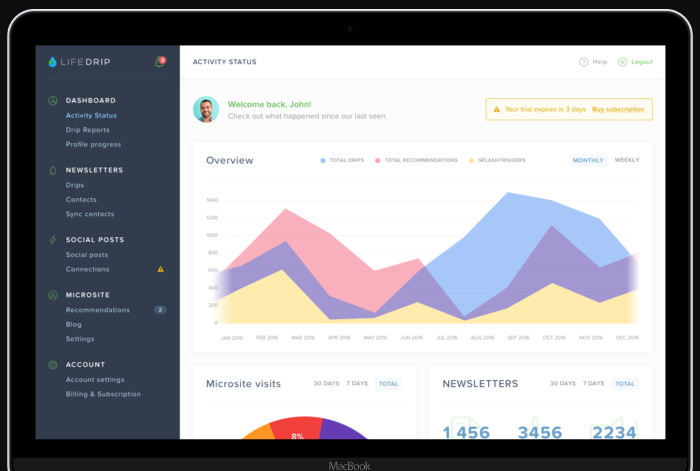 LIFEDRIP
3
DASHBOARD
Activity Status
Drip Reports
Profile progress
NEWSLETTERS
Drips
Contacts
Sync contacts
SOCIAL POSTS
Social posts
Connections
MICROSITE
Recommendations 2
Blog
Settings
ACCOUNT
Account settings
Billing & Subscription
ACTIVITY STATUS
? Help
Logout
Welcome back, John!
Check out what happened since our last seen
Your trial expires in 3 days Buy subscription
Overview
TOTAL DRIPS
TOTAL RECOMMENDATIONS
SPLASHTRIGGERS
MONTHLY WEEKLY
1400
1200
1000
800
600
400
200
0
JAN 2016 FEB 2016 MAR 2016 APR 2016 MAY 2016 JUN 2016 JUL 2016 AUG 2016 SEP 2016 OCT 2016 NOV 2016 DEC 2016
Microsite visits
30 DAYS 7 DAYS TOTAL
8%
NEWSLETTERS
30 DAYS 7 DAYS TOTAL
1 456 3456 2234
MacBook